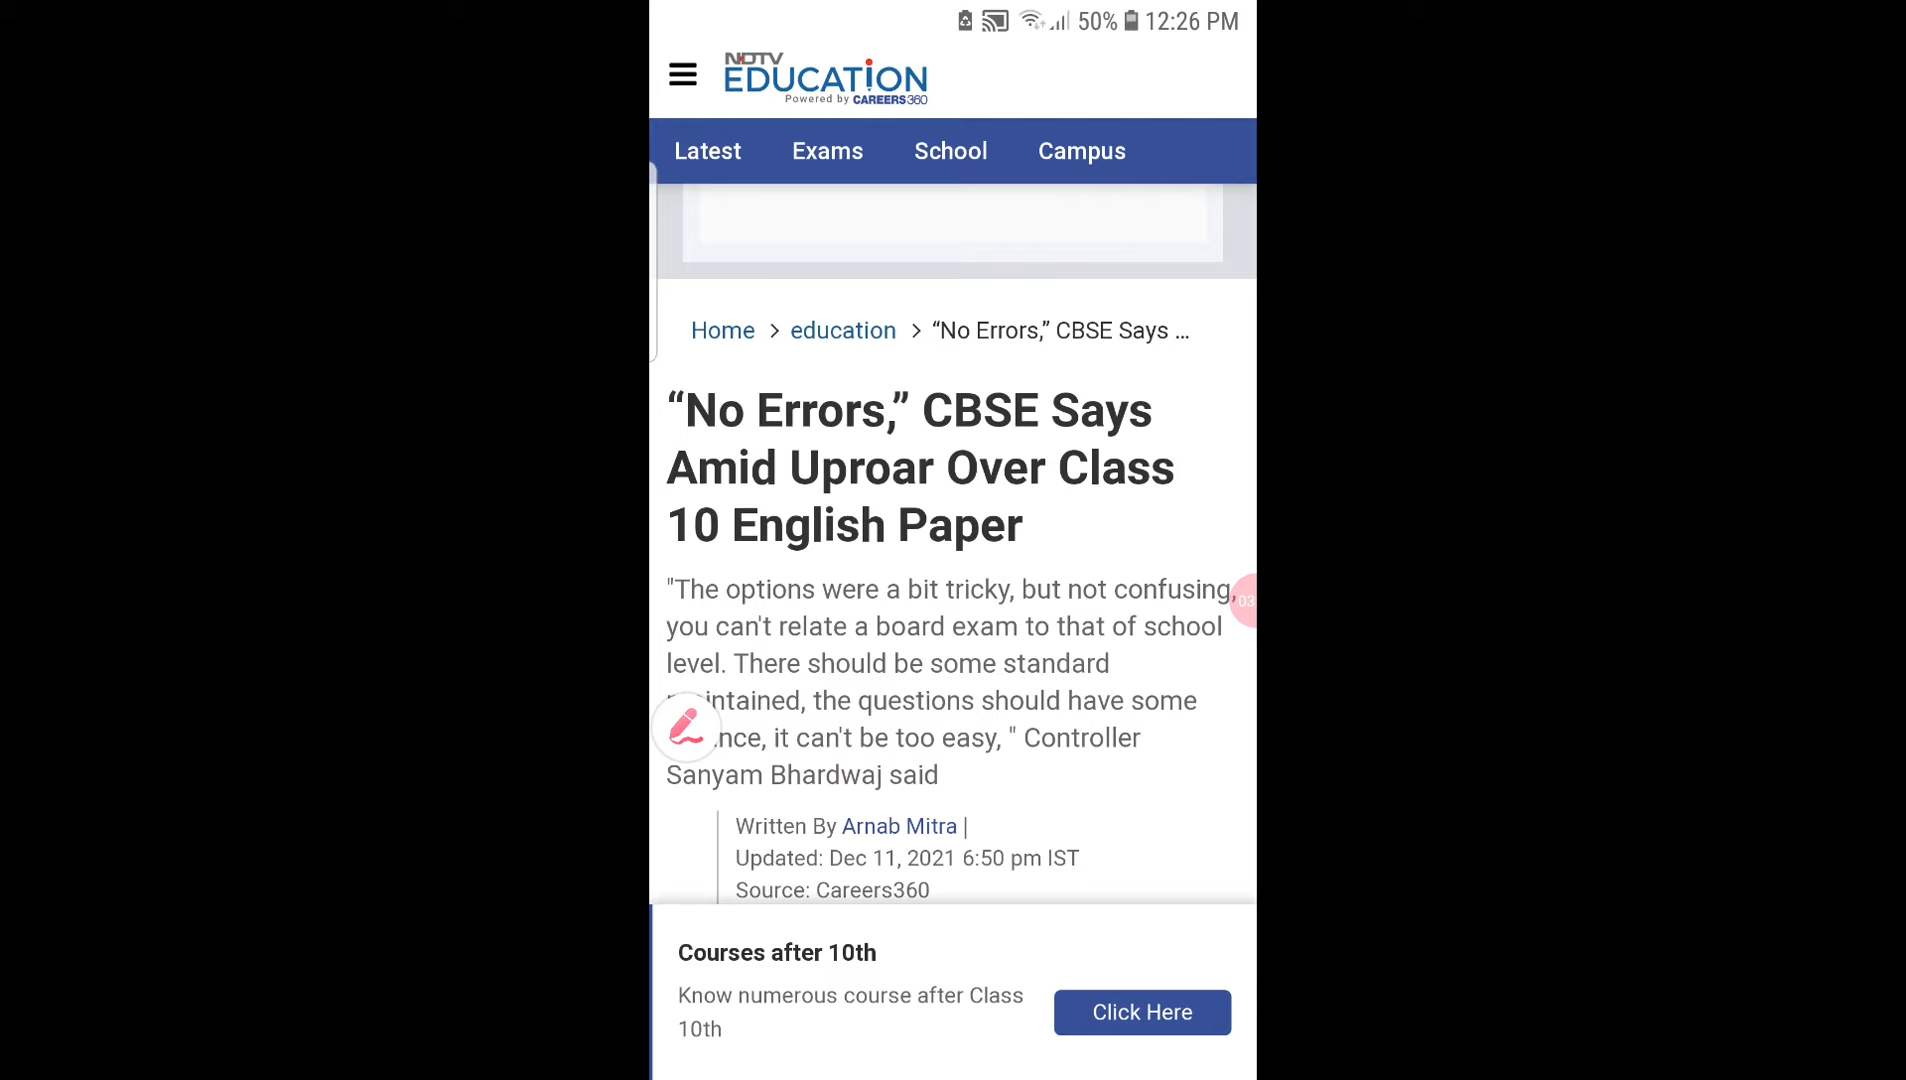 50% 12:26 PM
NDTV
EDUCATION
Powered by CAREERS360
Latest Exams School Campus
Home > education > “No Errors,” CBSE Says ...
“No Errors,” CBSE Says
Amid Uproar Over Class
10 English Paper
"The options were a bit tricky, but not confusing,
you can't relate a board exam to that of school
level. There should be some standard
the questions should have some
it can't be too easy, " Controller
Sanyam Bhardwaj said
03
Written By Arnab Mitra |
Updated: Dec 11, 2021 6:50 pm IST
Source: Careers360
Courses after 10th
Know numerous course after Class
10th
Click Here